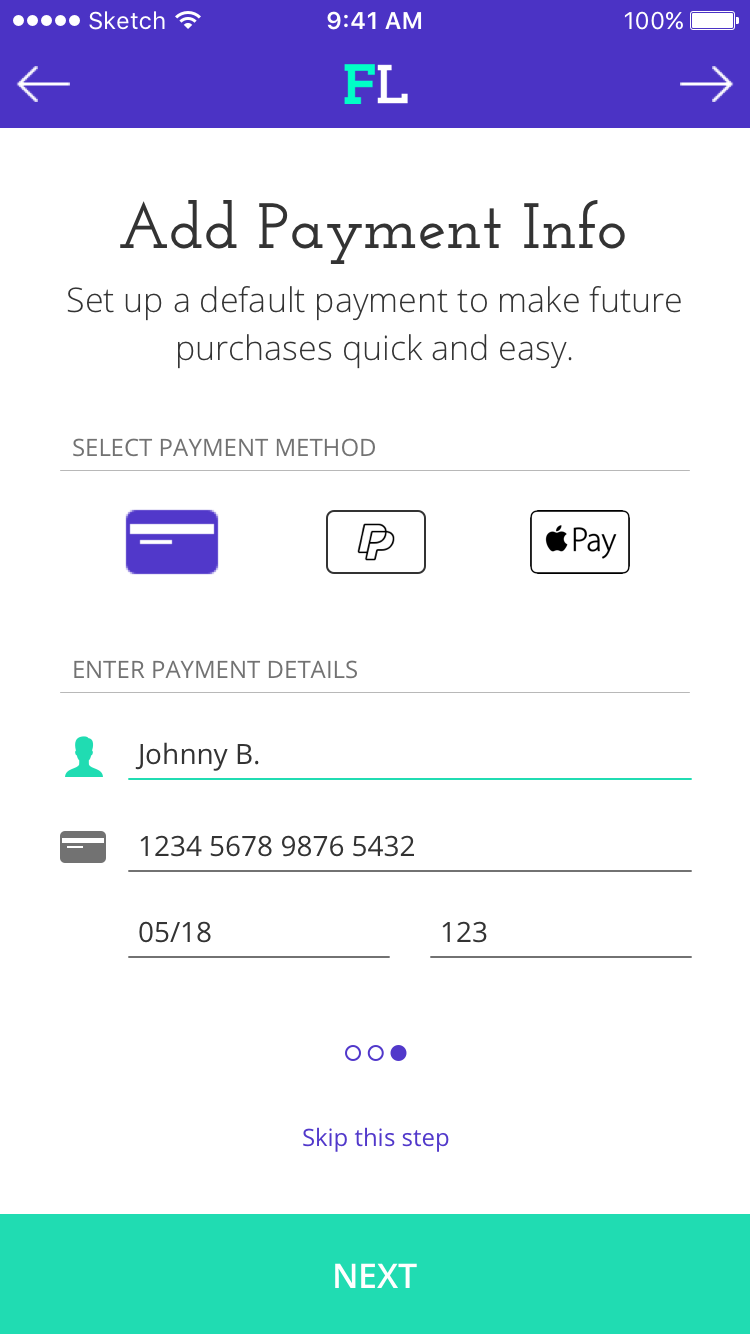 Sketch 9:41 AM 100%
FL
Add Payment Info
Set up a default payment to make future
purchases quick and easy.
SELECT PAYMENT METHOD
Pay
ENTER PAYMENT DETAILS
Johnny B.
1234 5678 9876 5432
05/18 123
Skip this step
NEXT